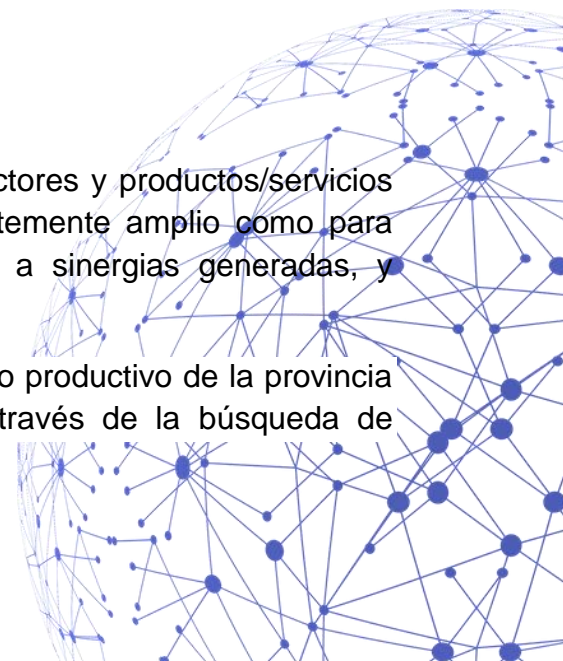 ctores y productos/servicios
temente amplio como para
a sinergias generadas, y
o productivo de la provincia
través de la búsqueda de